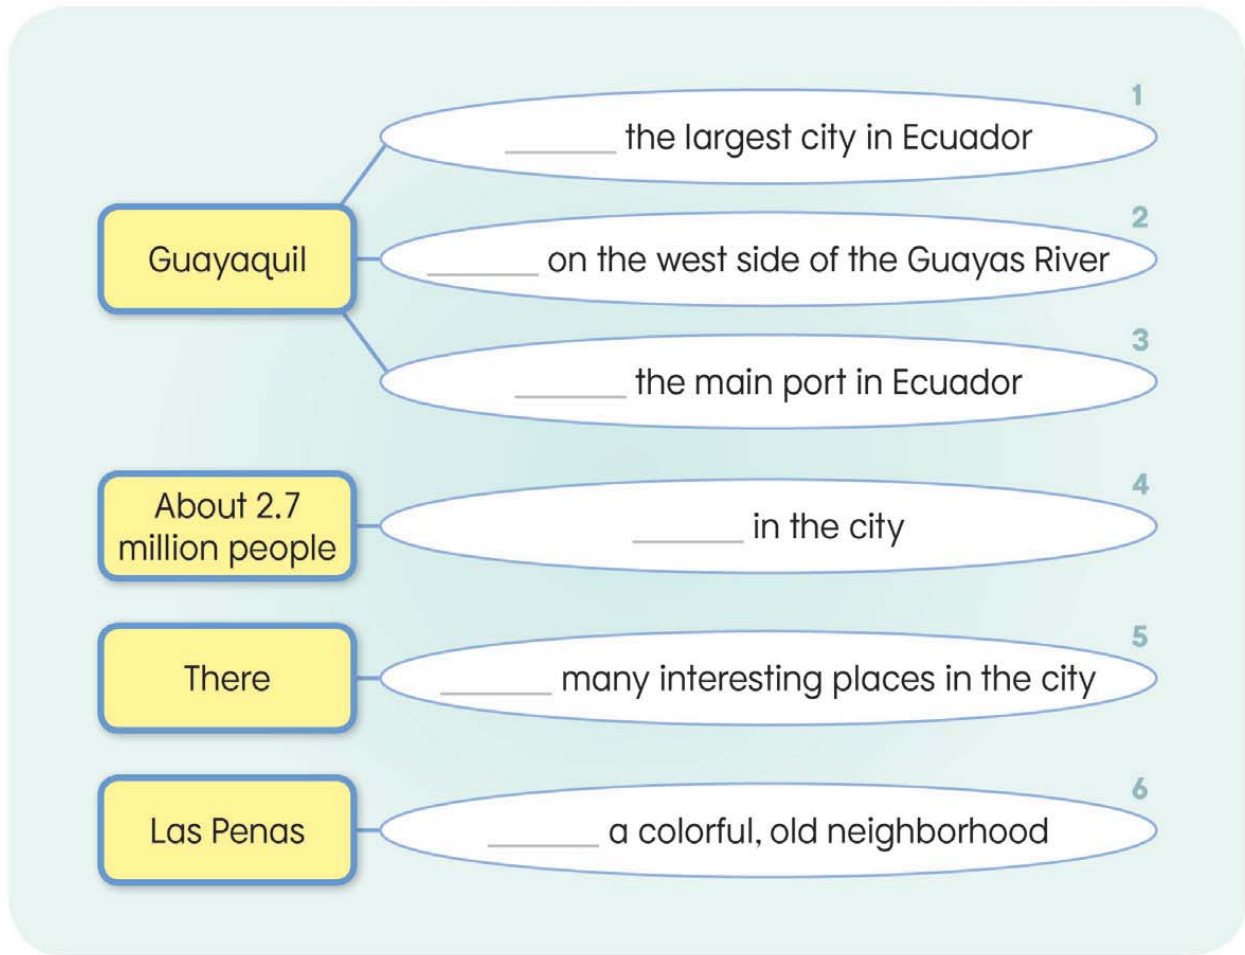 1
______ the largest city in Ecuador
2
Guayaquil
______ on the west side of the Guayas River
3
______ the main port in Ecuador
4
About 2.7
million people
______ in the city
5
There
______ many interesting places in the city
6
Las Penas
______ a colorful, old neighborhood